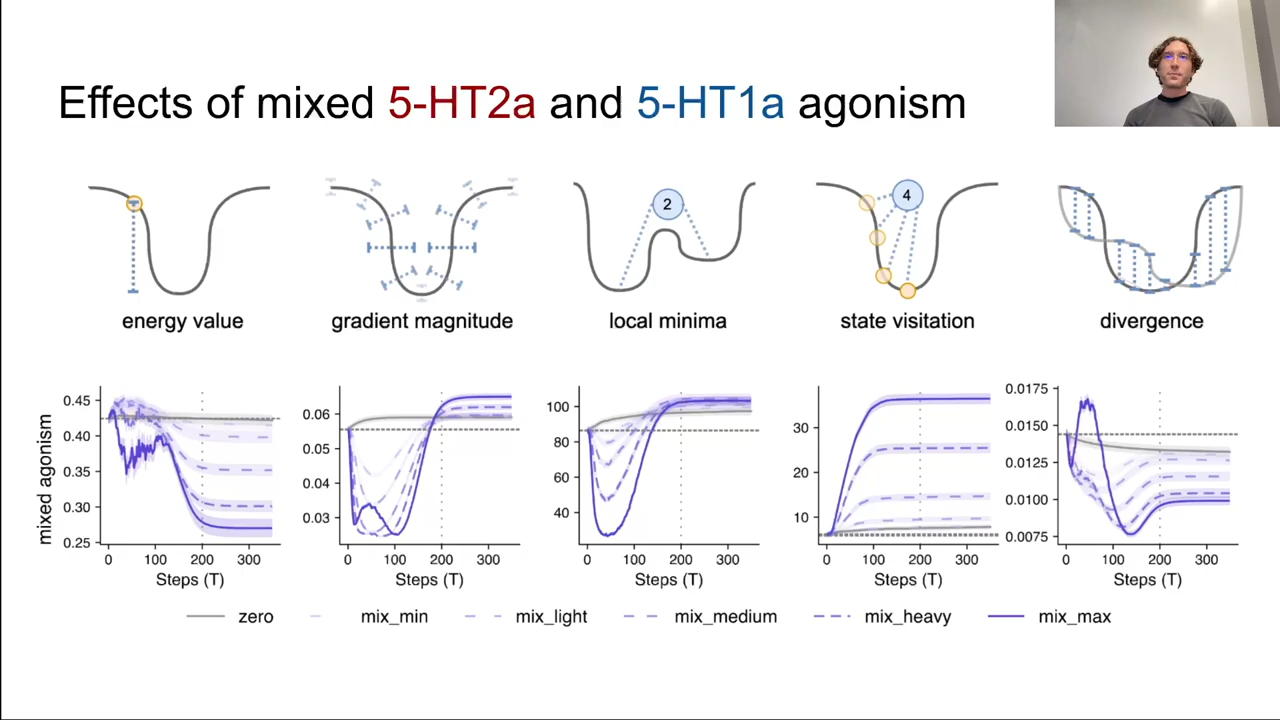 Effects of mixed 5-HT2a and 5-HT1a agonism
2
4
energy value
gradient magnitude
local minima
state visitation
divergence
mixed agonism
0.45
0.40
0.35
0.30
0.25
0 100 200 300
Steps (T)
0.06
0.05
0.04
0.03
0 100 200 300
Steps (T)
100
80
60
40
0 100 200 300
Steps (T)
30
20
10
0 100 200 300
Steps (T)
0.0175
0.0150
0.0125
0.0100
0.0075
0 100 200 300
Steps (T)
zero mix_min mix_light mix_medium mix_heavy mix_max